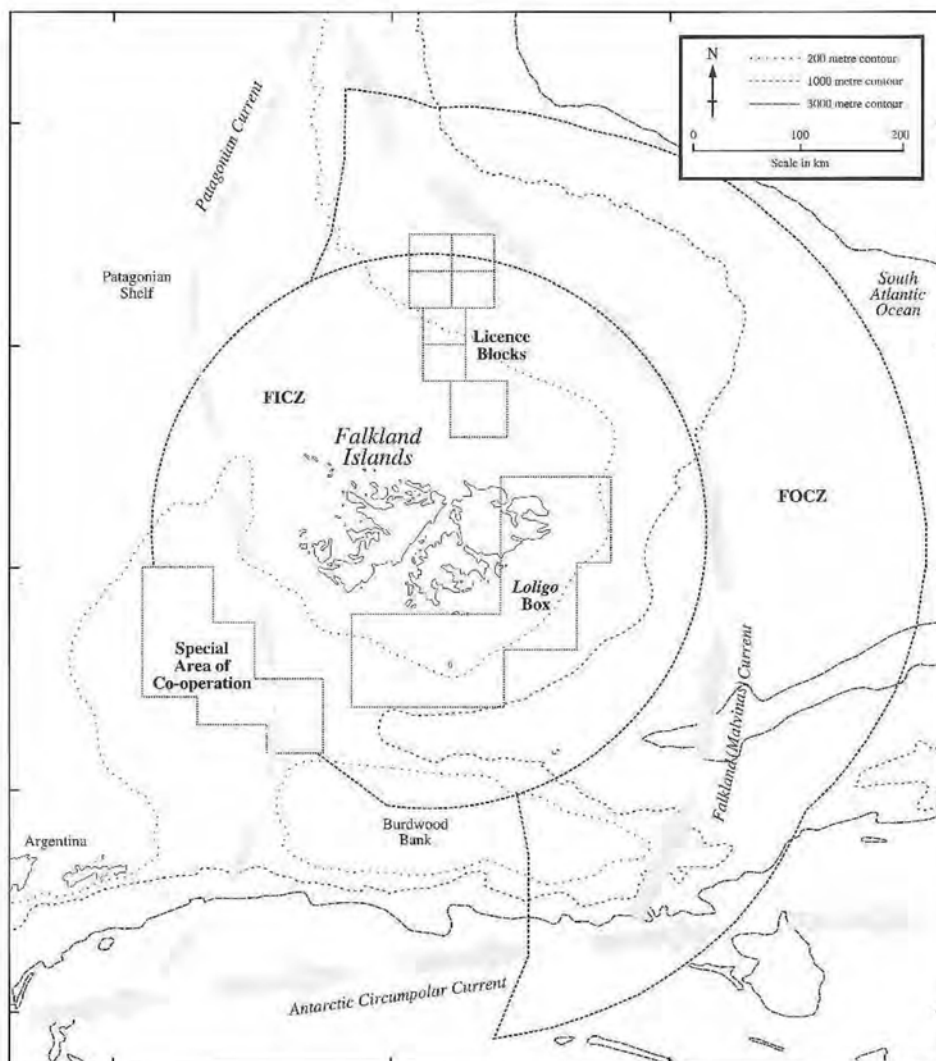 N
200 metre contour
1000 metre contour
3000 metre contour
0 100 200
Scale in km
Patagonian Current
Patagonian
Shelf
South
Atlantic
Ocean
Licence
Blocks
FICZ
Falkland
Islands
FOCZ
Loligo
Box
Special
Area of
Co-operation
Falkland (Malvinas) Current
Burdwood
Bank
Argentina
Antarctic Circumpolar Current